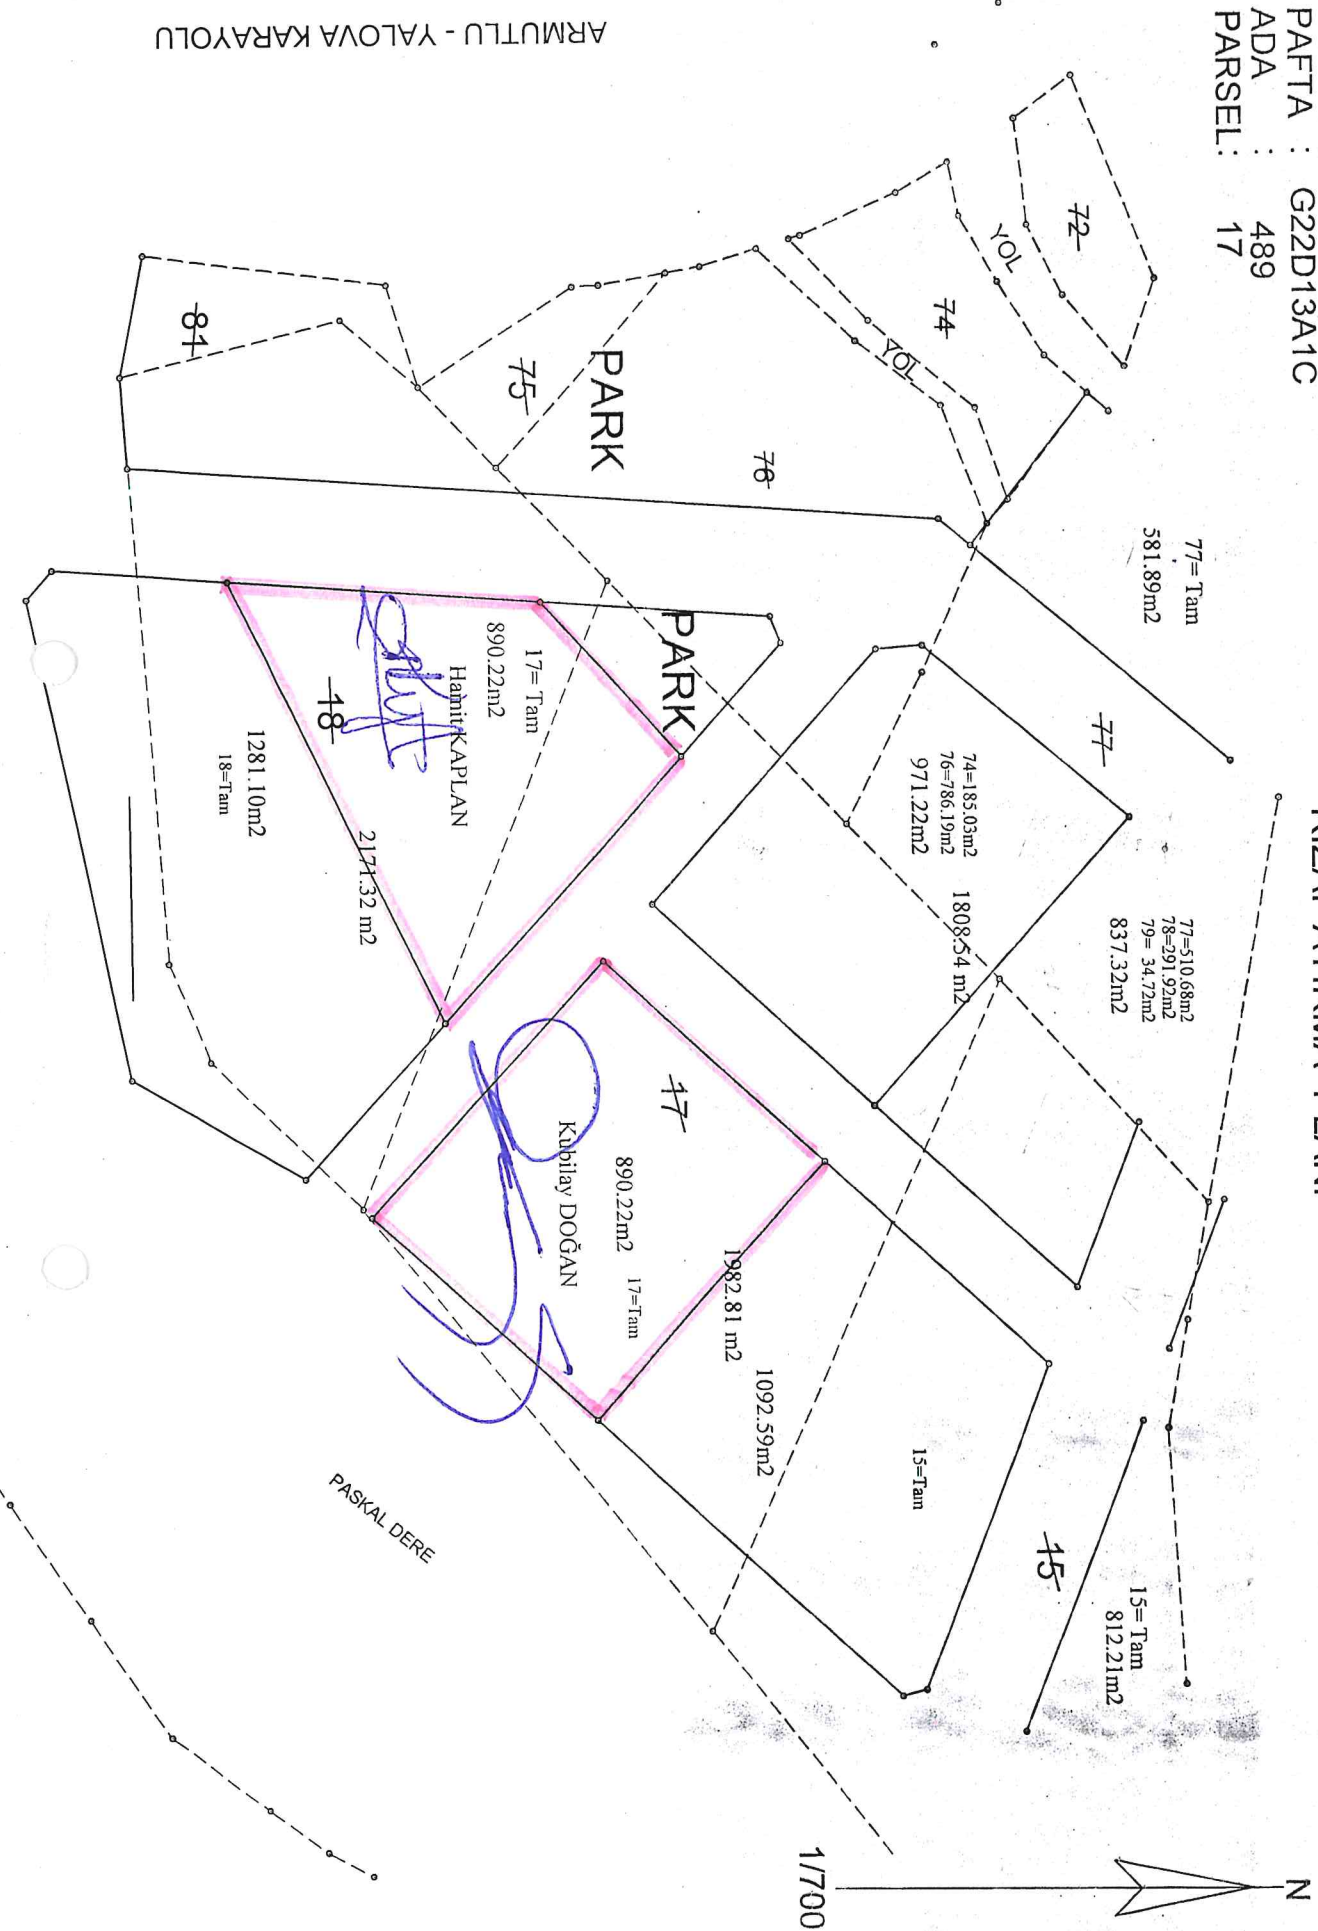 PAFTA : G22D13A1C
ADA : 489
PARSEL: 17
ARMUTLU - YALOVA KARAYOLU
N
1/700
72
YOL
74
YOL
77= Tam
581.89m2
76
PARK
75
81
77
74=185.03m2
76=786.19m2
971.22m2
1808.54 m2
77=510.68m2
78=291.92m2
79= 34.72m2
837.32m2
PARK
17= Tam
890.22m2
Hamit KAPLAN
18
2171.32 m2
1281.10m2
18=Tam
17
890.22m2
17=Tam
Kubilay DOĞAN
1982.81 m2
1092.59m2
15=Tam
15
15= Tam
812.21m2
PASKAL DERE